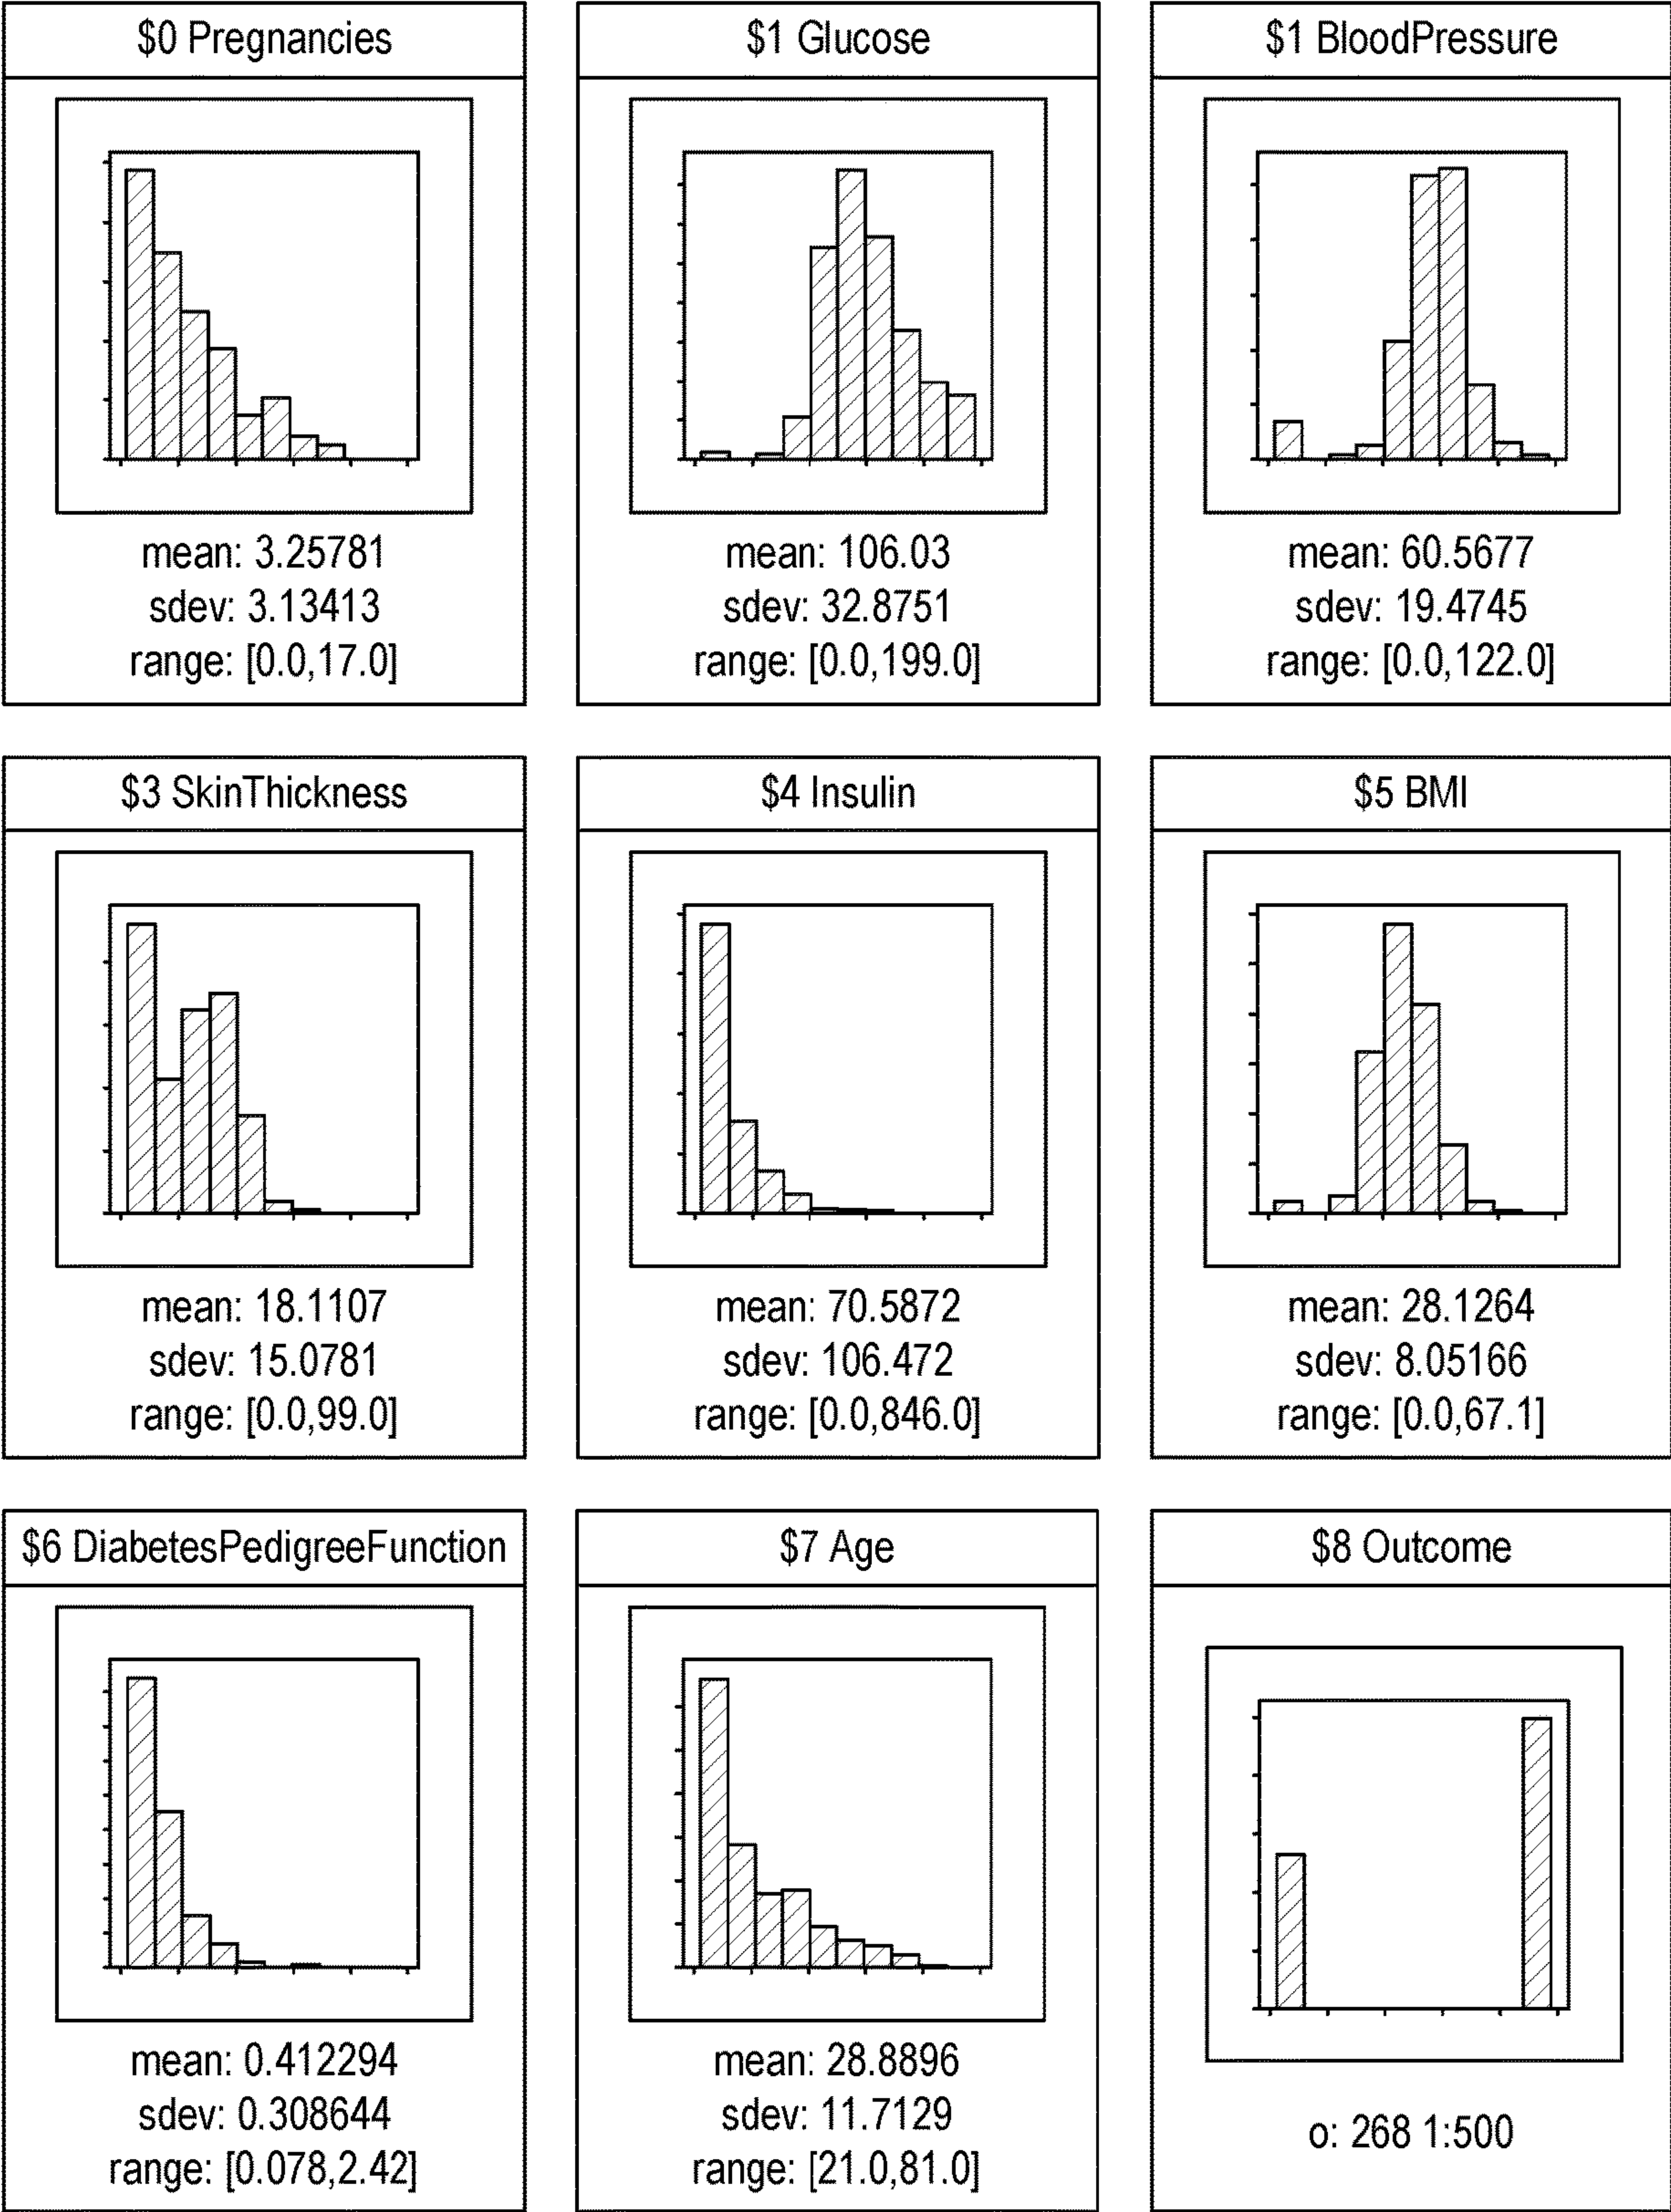 $0 Pregnancies
mean: 3.25781
sdev: 3.13413
range: [0.0,17.0]
$1 Glucose
mean: 106.03
sdev: 32.8751
range: [0.0,199.0]
$1 BloodPressure
mean: 60.5677
sdev: 19.4745
range: [0.0,122.0]
$3 SkinThickness
mean: 18.1107
sdev: 15.0781
range: [0.0,99.0]
$4 Insulin
mean: 70.5872
sdev: 106.472
range: [0.0,846.0]
$5 BMI
mean: 28.1264
sdev: 8.05166
range: [0.0,67.1]
$6 DiabetesPedigreeFunction
mean: 0.412294
sdev: 0.308644
range: [0.078,2.42]
$7 Age
mean: 28.8896
sdev: 11.7129
range: [21.0,81.0]
$8 Outcome
o: 268 1:500